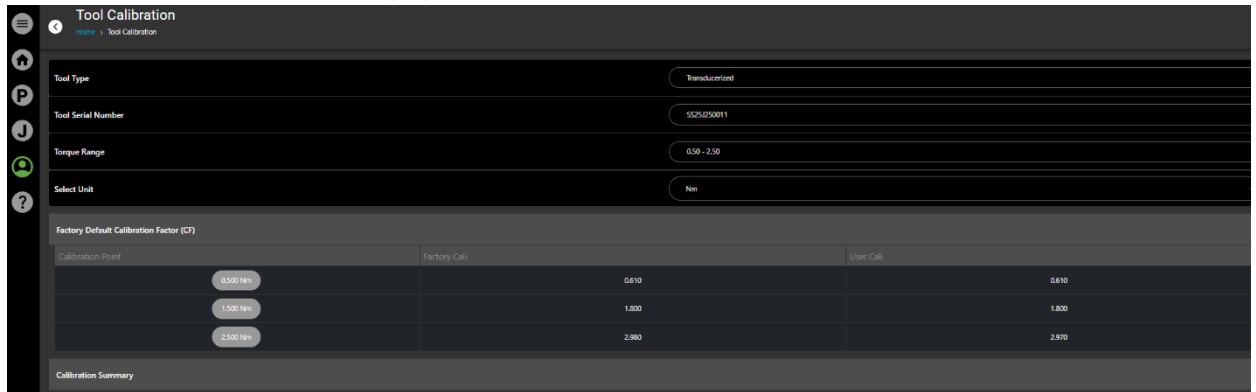 Tool Calibration
Home > Tool Calibration
Tool Type Transducerized
P
Tool Serial Number SS25J250011
J
Torque Range 0.50 - 2.50
Select Unit Nm
?
Factory Default Calibration Factor (CF)
Calibration Point Factory Cali User Cali
0.500 Nm 0.610 0.610
1.500 Nm 1.800 1.800
2.500 Nm 2.980 2.970
Calibration Summary